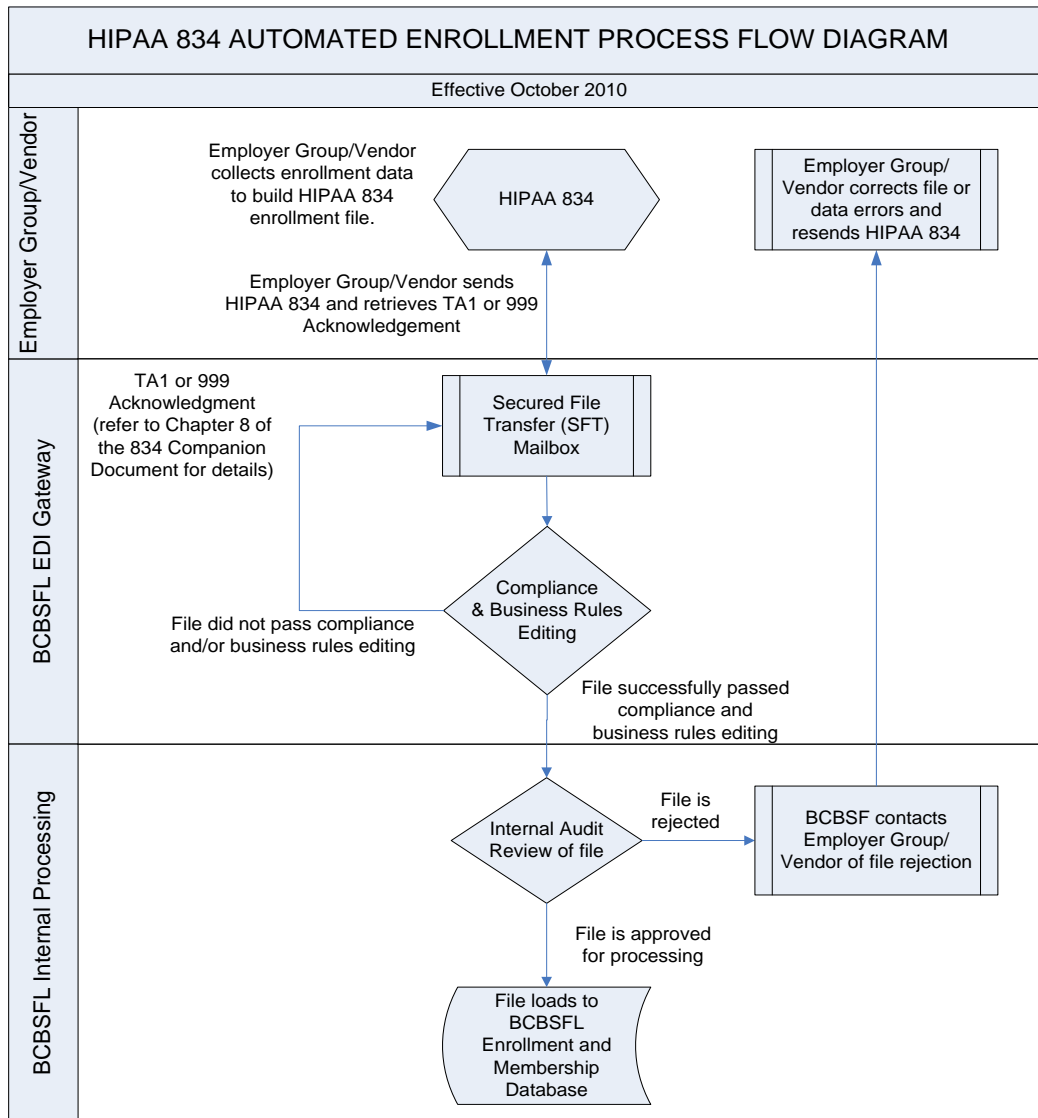 HIPAA 834 AUTOMATED ENROLLMENT PROCESS FLOW DIAGRAM
Effective October 2010
Employer Group/Vendor
Employer Group/Vendor
collects enrollment data
to build HIPAA 834
enrollment file.
HIPAA 834
Employer Group/
Vendor corrects file or
data errors and
resends HIPAA 834
Employer Group/Vendor sends
HIPAA 834 and retrieves TA1 or 999
Acknowledgement
BCBSFL EDI Gateway
TA1 or 999
Acknowledgment
(refer to Chapter 8 of
the 834 Companion
Document for details)
Secured File
Transfer (SFT)
Mailbox
Compliance
& Business Rules
Editing
File did not pass compliance
and/or business rules editing
File successfully passed
compliance and
business rules editing
BCBSFL Internal Processing
Internal Audit
Review of file
File is
rejected
BCBSF contacts
Employer Group/
Vendor of file rejection
File is approved
for processing
File loads to
BCBSFL
Enrollment and
Membership
Database